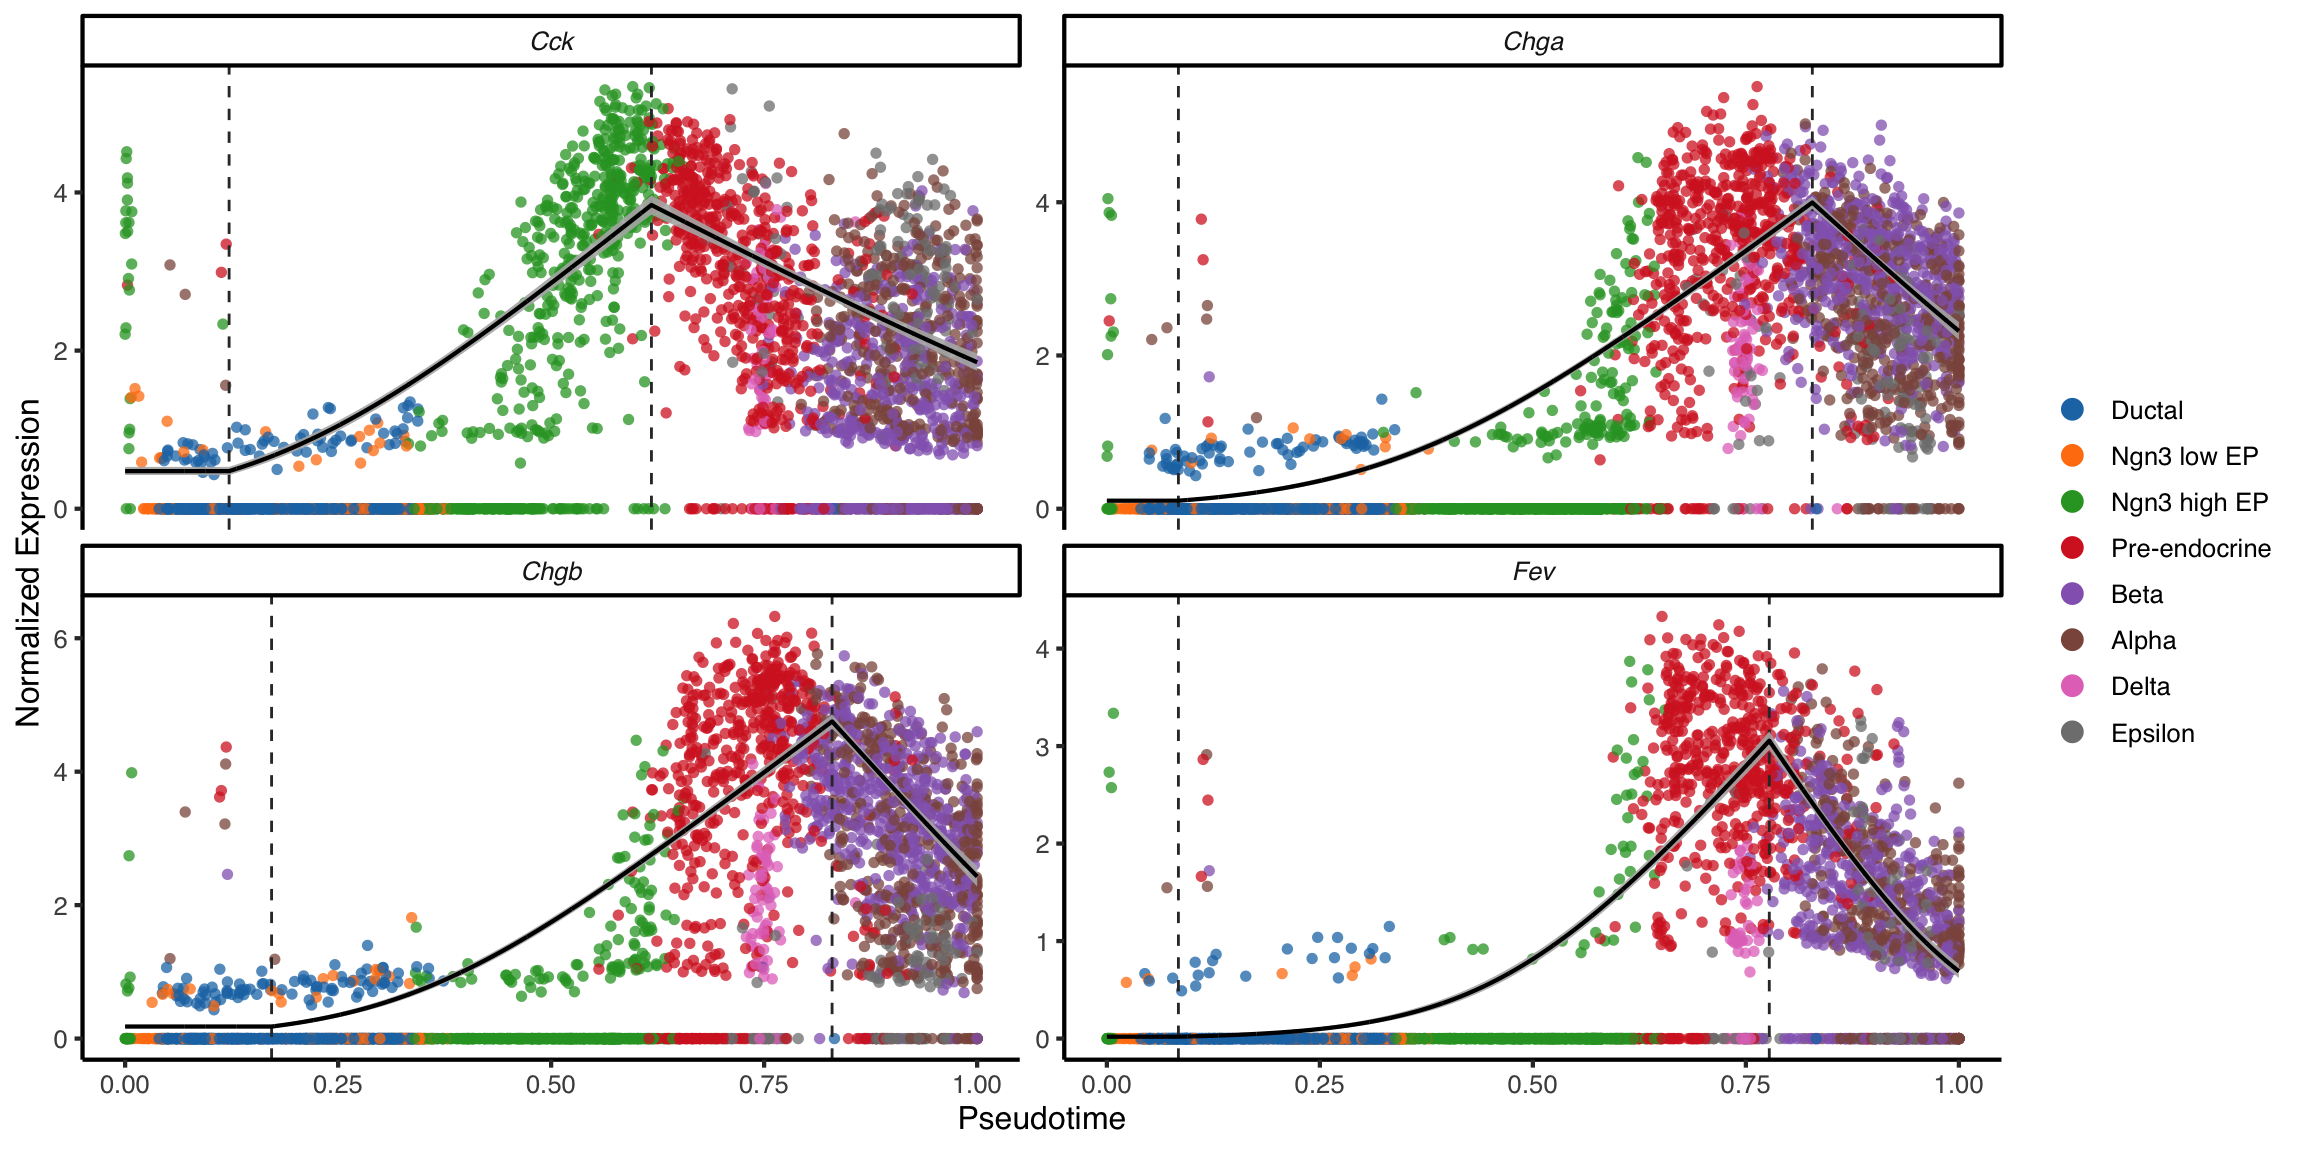 Cck
Chga
4
2
0
4
2
0
Chgb
Fev
6
4
2
0
4
3
2
1
0
0.00 0.25 0.50 0.75 1.00
0.00 0.25 0.50 0.75 1.00
Pseudotime
Normalized Expression
Ductal
Ngn3 low EP
Ngn3 high EP
Pre-endocrine
Beta
Alpha
Delta
Epsilon